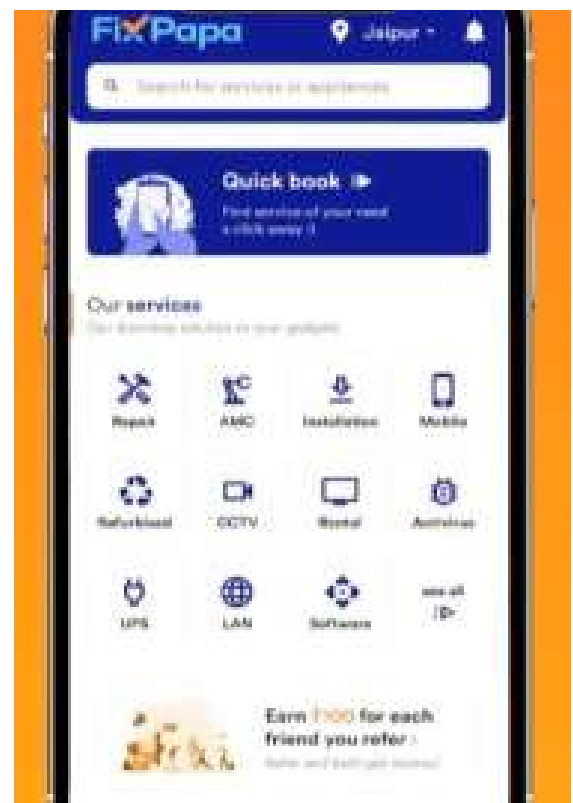 FixPapa
Jaipur
Search for services or appliances
Quick book
Find service of your need
a click away :)
Our services
Repair
AMC
Installation
Mobile
Refurbised
CCTV
Rental
Antivirus
UPS
LAN
Software
see all
Earn ₹100 for each
friend you refer